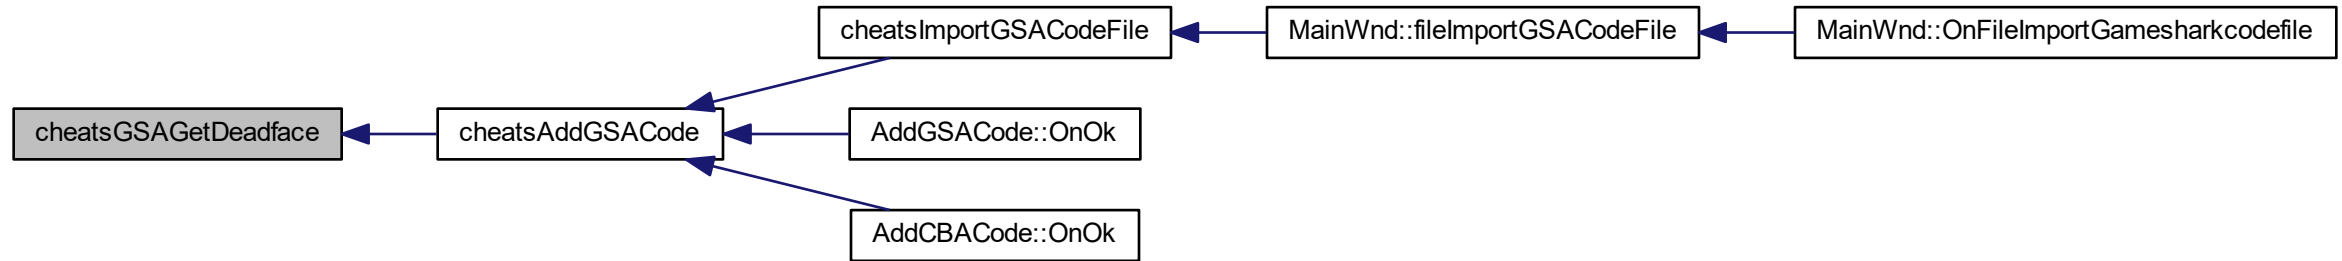 cheatsImportGSACodeFile
MainWnd::fileImportGSACodeFile
MainWnd::OnFileImportGamesharkcodefile
cheatsGSAGetDeadface
cheatsAddGSACode
AddGSACode::OnOk
AddCBACode::OnOk